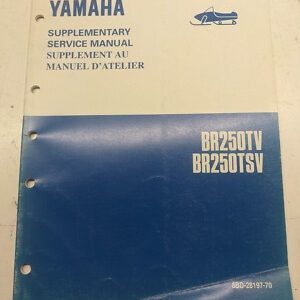 YAMAHA
SUPPLEMENTARY
SERVICE MANUAL
SUPPLEMENT AU
MANUEL D'ATELIER
BR250TV
BR250TSV
8BD-28197-70